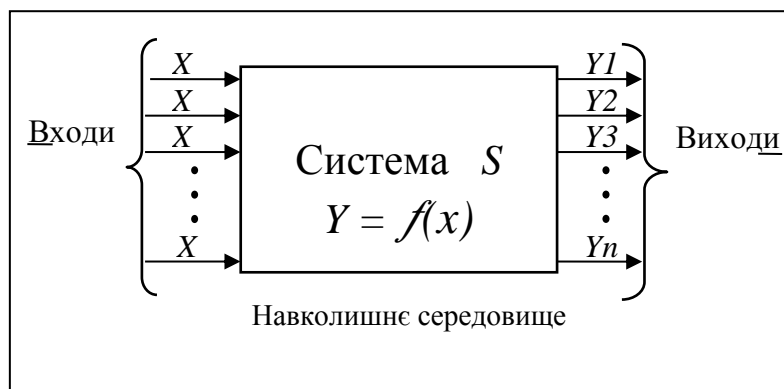 X Y1
X Y2
Входи X Y3 Виходи
Система S
Y = f(x)
X Yn
Навколишнє середовище